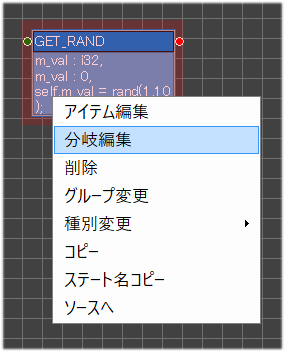 GET_RAND
m_val : i32,
m_val : 0,
self.m_val = rand(1,10
);
アイテム編集
分岐編集
削除
グループ変更
種別変更
コピー
ステート名コピー
ソースへ